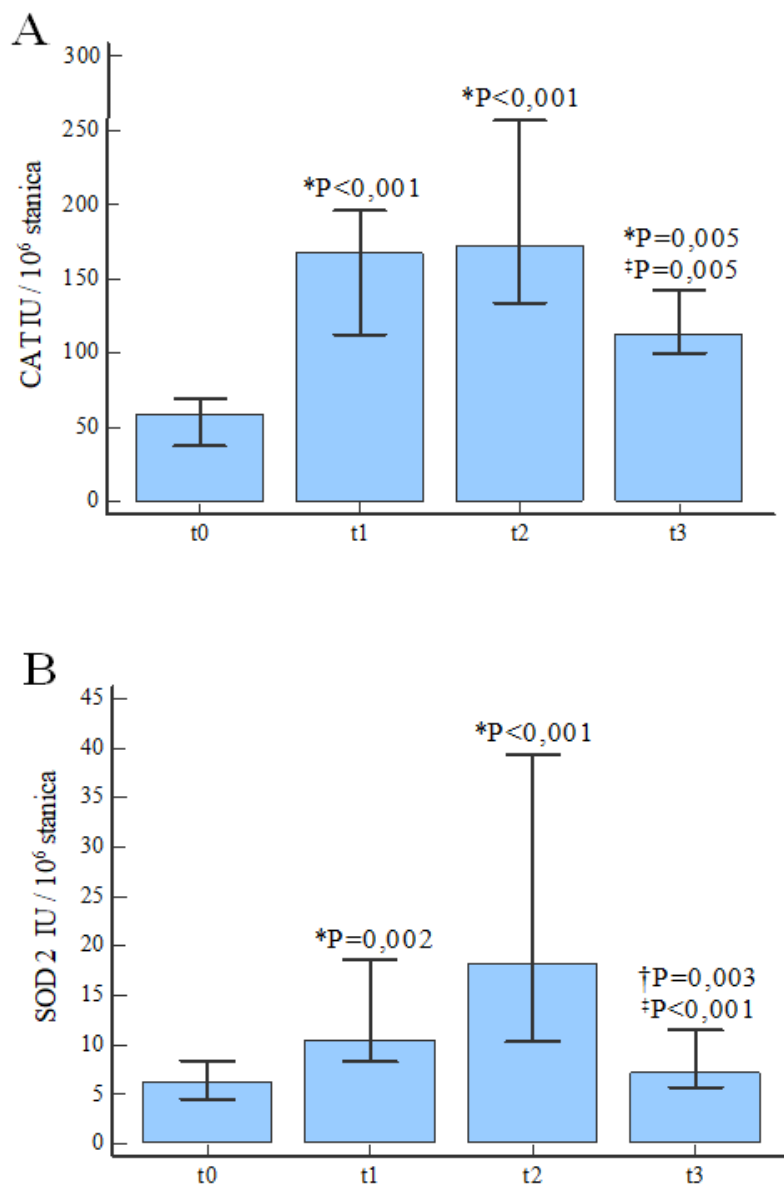 A
300
250
200
150
100
50
0
CAT IU / 10⁶ stanica
*P<0,001
*P<0,001
*P=0,005
‡P=0,005
t0 t1 t2 t3
B
45
40
35
30
25
20
15
10
5
0
SOD2 IU / 10⁶ stanica
*P=0,002
*P<0,001
†P=0,003
‡P<0,001
t0 t1 t2 t3